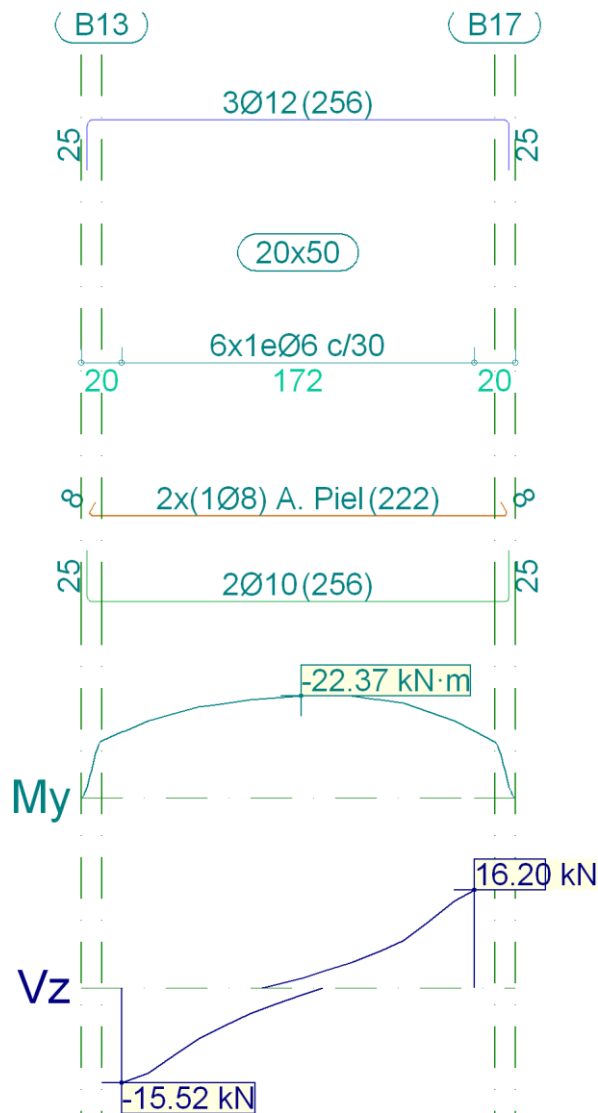 B13 B17
3Ø12 (256)
25 25
20x50
6x1eØ6 c/30
20 172 20
2x(1Ø8) A. Piel (222)
8 8
25 25
2Ø10 (256)
-22.37 kN·m
My
16.20 kN
Vz
-15.52 kN